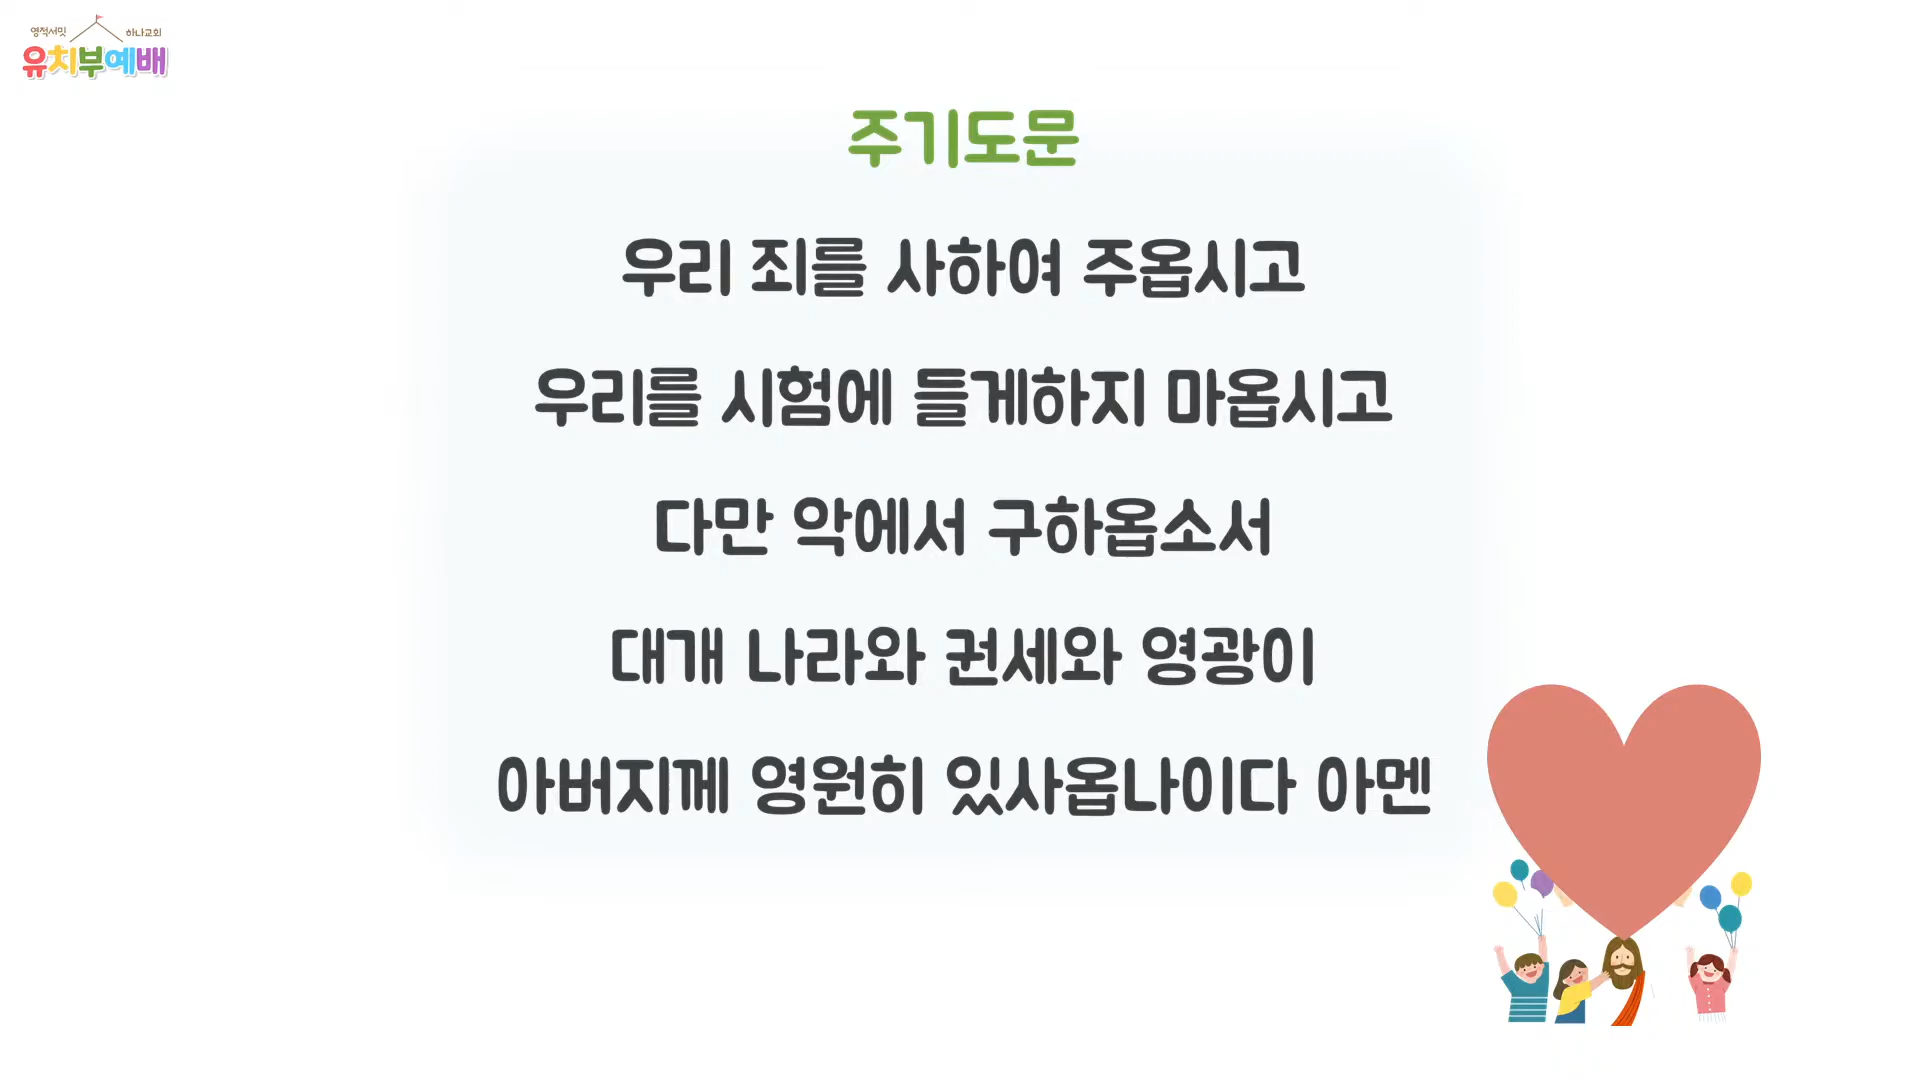 영적서밋 하나교회
유치부예배
주기도문
우리 죄를 사하여 주옵시고
우리를 시험에 들게하지 마옵시고
다만 악에서 구하옵소서
대개 나라와 권세와 영광이
아버지께 영원히 있사옵나이다 아멘